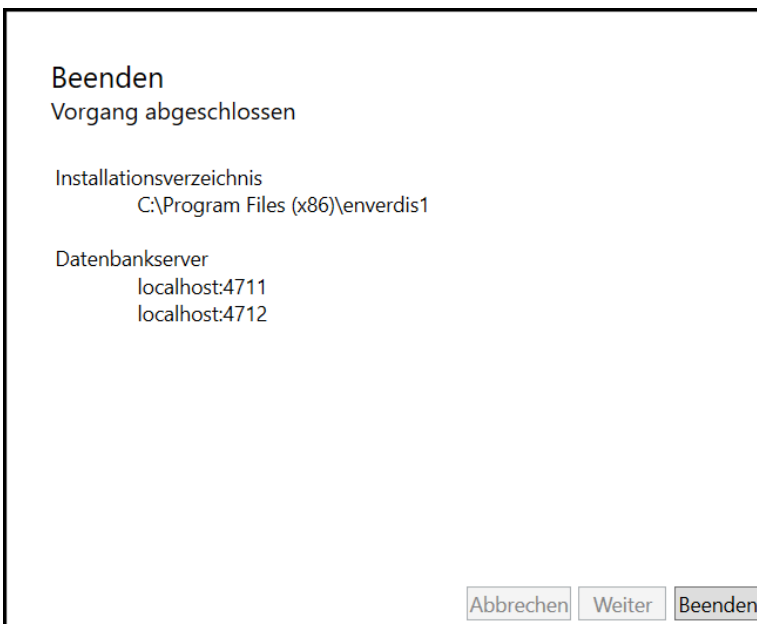 Beenden
Vorgang abgeschlossen
Installationsverzeichnis
C:\Program Files (x86)\enverdis1
Datenbankserver
localhost:4711
localhost:4712
Abbrechen Weiter Beenden